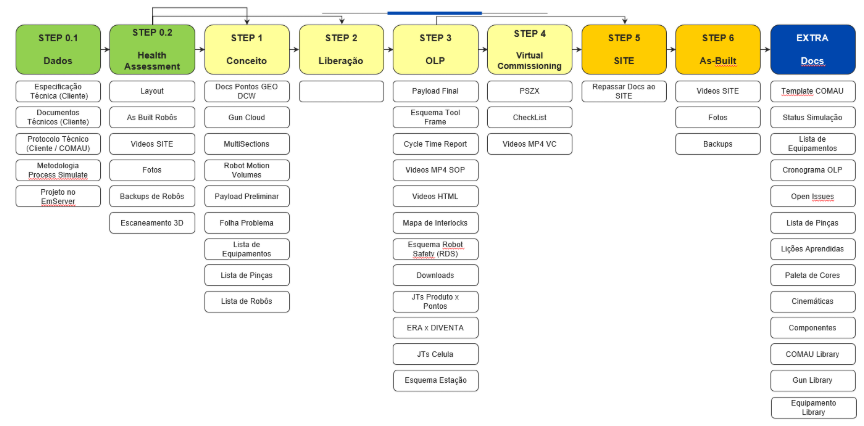 STEP 0.1
Dados
Especificação
Técnica (Cliente)
Documentos
Técnicos (Cliente)
Protocolo Técnico
(Cliente / COMAU)
Metodologia
Process Simulate
Projeto no
EmServer
STEP 0.2
Health
Assessment
Layout
As Built Robôs
Videos SITE
Fotos
Backups de Robôs
Escaneamento 3D
STEP 1
Conceito
Docs Pontos GEO
DCW
Gun Cloud
MultiSections
Robot Motion
Volumes
Payload Preliminar
Folha Problema
Lista de
Equipamentos
Lista de Pinças
Lista de Robôs
STEP 2
Liberação
STEP 3
OLP
Payload Final
Esquema Tool
Frame
Cycle Time Report
Videos MP4 SOP
Videos HTML
Mapa de Interlocks
Esquema Robot
Safety (RDS)
Downloads
JTs Produto x
Pontos
ERA x DIVENTA
JTs Celula
Esquema Estação
STEP 4
Virtual
Commissioning
PSZX
CheckList
Videos MP4 VC
STEP 5
SITE
Repassar Docs ao
SITE
STEP 6
As-Built
Videos SITE
Fotos
Backups
EXTRA
Docs
Template COMAU
Status Simulação
Lista de
Equipamentos
Cronograma OLP
Open Issues
Lista de Pinças
Lições Aprendidas
Paleta de Cores
Cinemáticas
Componentes
COMAU Library
Gun Library
Equipamento
Library